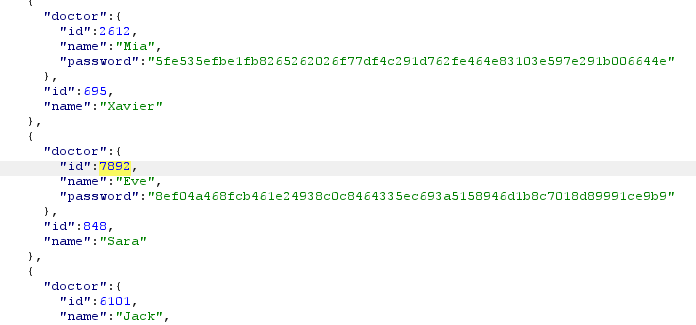 {
"doctor":{
"id":2612,
"name":"Mia",
"password":"5fe535efbe1fb8265262026f77df4c291d762fe464e83103e597e291b006644e"
},
"id":695,
"name":"Xavier"
},
{
"doctor":{
"id":7892,
"name":"Eve",
"password":"8ef04a468fcb461e24938c0c8464335ec693a5158946d1b8c7018d89991ce9b9"
},
"id":848,
"name":"Sara"
},
{
"doctor":{
"id":6101,
"name":"Jack",